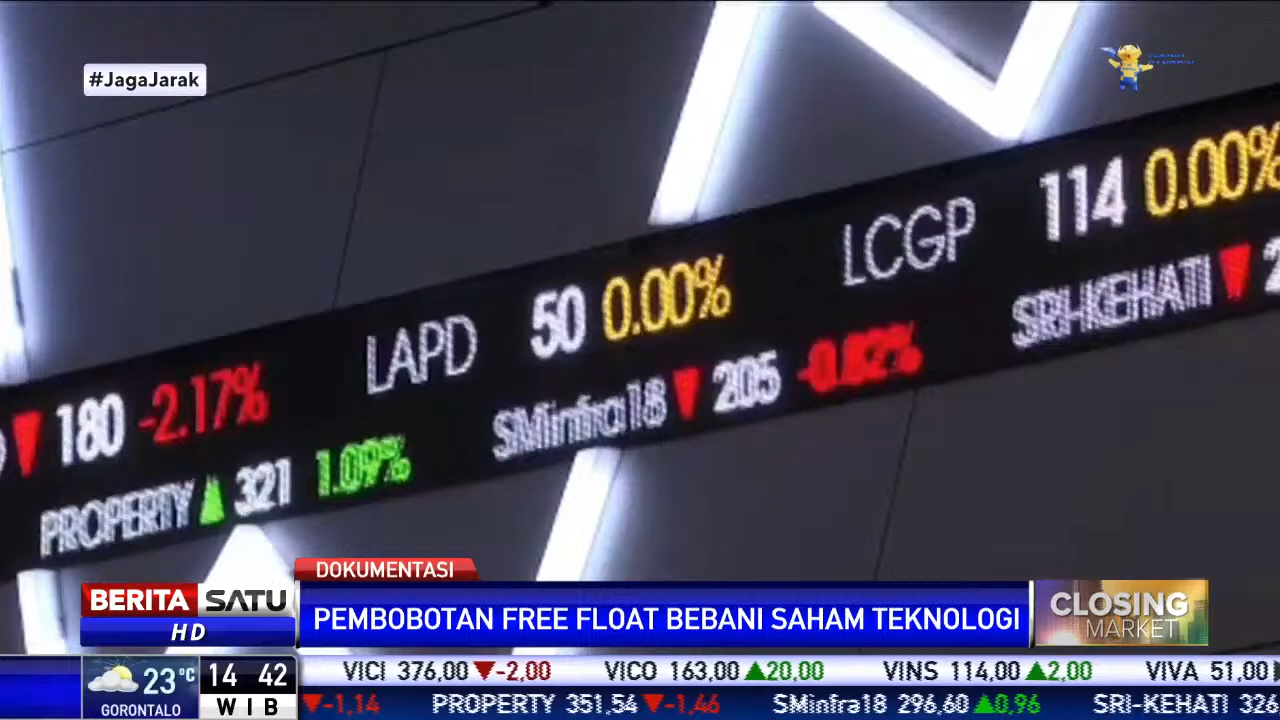 #JagaJarak
180 -2.17% LAPD 50 0.00% LCGP 114 0.00%
PROPERTY 321 1.09% SMinfra18 205 -0.82% SRI-KEHATI
DOKUMENTASI
BERITA SATU
HD
PEMBOBOTAN FREE FLOAT BEBANI SAHAM TEKNOLOGI
CLOSING
MARKET
23°C
GORONTALO
14 42
WIB
VICI 376,00 ▼-2,00 VICO 163,00 ▲20,00 VINS 114,00 ▲2,00 VIVA 51,00
▼-1,14 PROPERTY 351,54 ▼-1,46 SMinfra18 296,60 ▲0,96 SRI-KEHATI 326